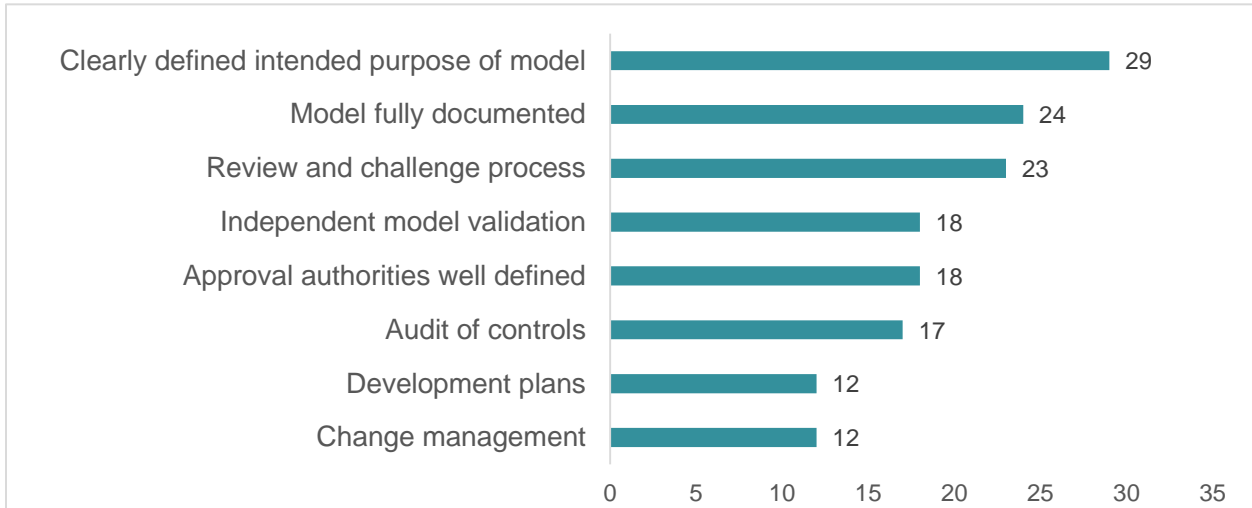 Clearly defined intended purpose of model 29
Model fully documented 24
Review and challenge process 23
Independent model validation 18
Approval authorities well defined 18
Audit of controls 17
Development plans 12
Change management 12
0 5 10 15 20 25 30 35